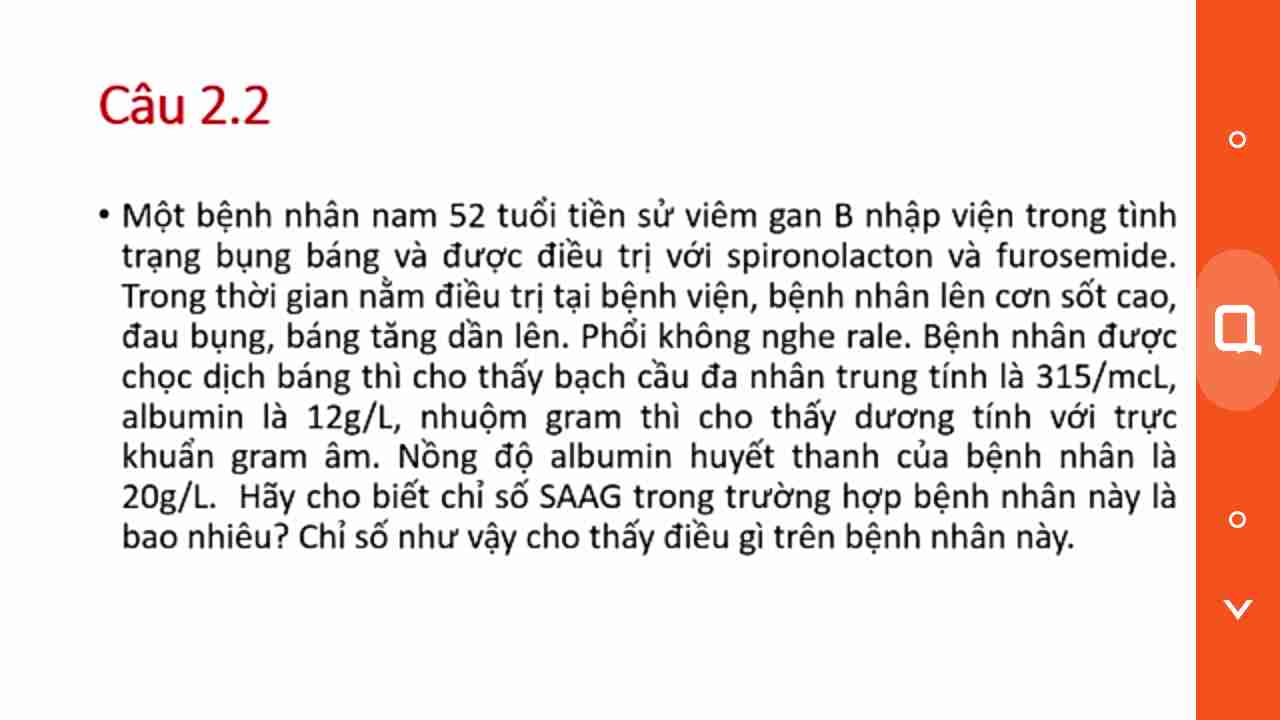 Câu 2.2
• Một bệnh nhân nam 52 tuổi tiền sử viêm gan B nhập viện trong tình
trạng bụng báng và được điều trị với spironolacton và furosemide.
Trong thời gian nằm điều trị tại bệnh viện, bệnh nhân lên cơn sốt cao,
đau bụng, báng tăng dần lên. Phổi không nghe rale. Bệnh nhân được
chọc dịch báng thì cho thấy bạch cầu đa nhân trung tính là 315/mcL,
albumin là 12g/L, nhuộm gram thì cho thấy dương tính với trực
khuẩn gram âm. Nồng độ albumin huyết thanh của bệnh nhân là
20g/L. Hãy cho biết chỉ số SAAG trong trường hợp bệnh nhân này là
bao nhiêu? Chỉ số như vậy cho thấy điều gì trên bệnh nhân này.